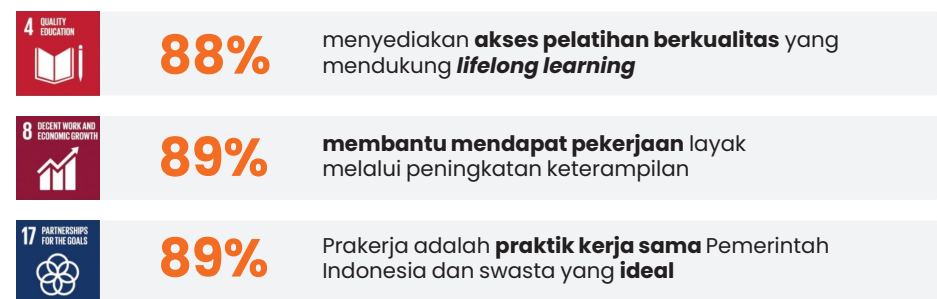 4 QUALITY
EDUCATION
88%
menyediakan akses pelatihan berkualitas yang
mendukung lifelong learning
8 DECENT WORK AND
ECONOMIC GROWTH
89%
membantu mendapat pekerjaan layak
melalui peningkatan keterampilan
17 PARTNERSHIPS
FOR THE GOALS
89%
Prakerja adalah praktik kerja sama Pemerintah
Indonesia dan swasta yang ideal